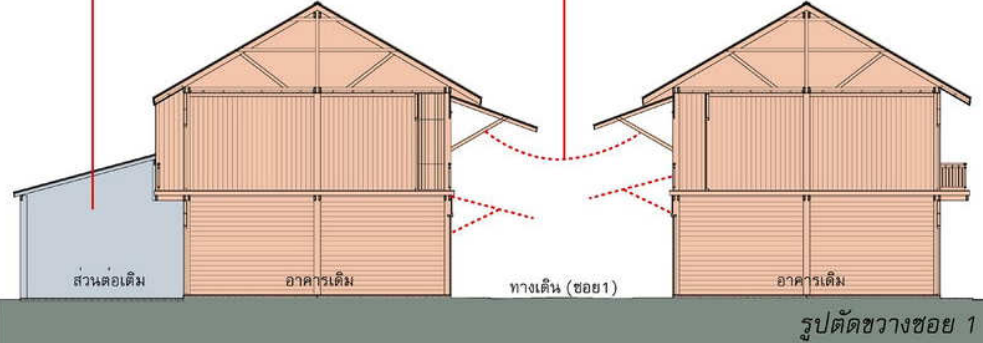 ส่วนต่อเติม อาคารเดิม ทางเดิน (ซอย1) อาคารเดิม
รูปตัดขวางซอย 1